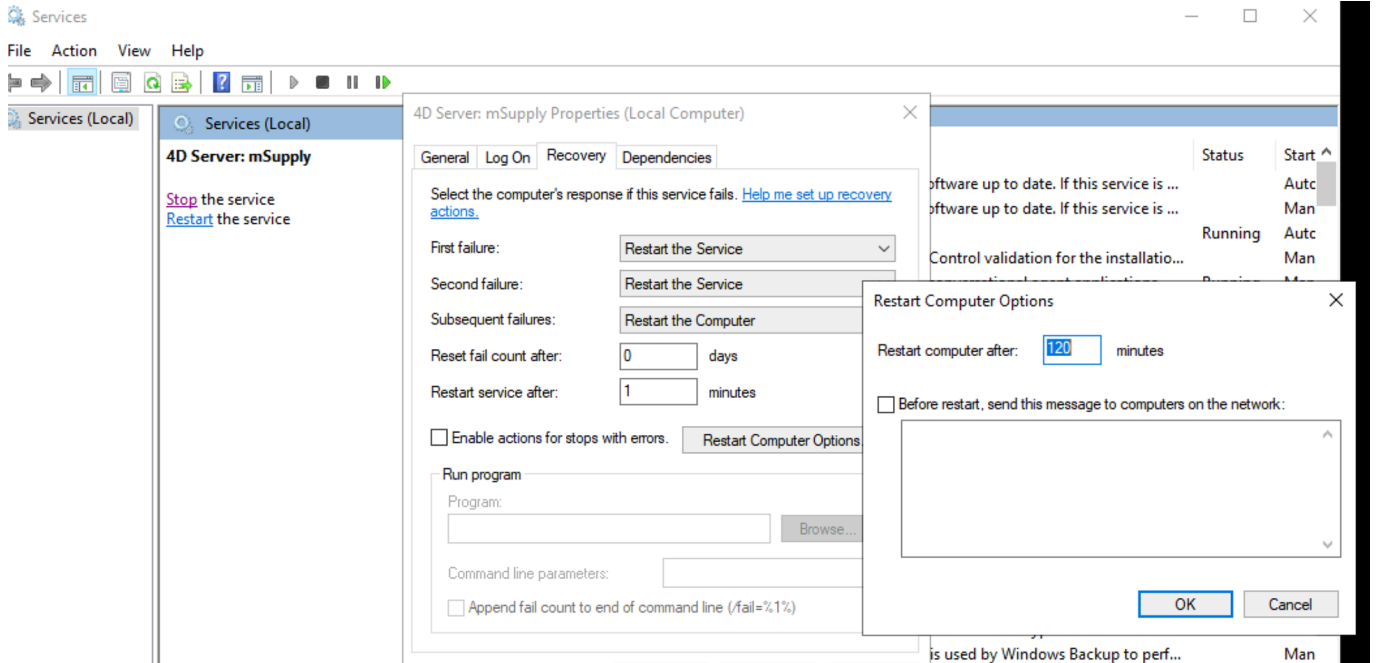 Services
File Action View Help
Services (Local)
Services (Local)
4D Server: mSupply
Stop the service
Restart the service
4D Server: mSupply Properties (Local Computer)
General Log On Recovery Dependencies
Select the computer's response if this service fails. Help me set up recovery
actions.
First failure: Restart the Service
Second failure: Restart the Service
Subsequent failures: Restart the Computer
Reset fail count after: 0 days
Restart service after: 1 minutes
Enable actions for stops with errors. Restart Computer Options
Run program
Program:
Browse...
Command line parameters:
Append fail count to end of command line (/fail=%1%)
Status Start
software up to date. If this service is ... Autc
software up to date. If this service is ... Man
Running Autc
Control validation for the installatio... Man
Restart Computer Options
Restart computer after: 120 minutes
Before restart, send this message to computers on the network:
OK Cancel
is used by Windows Backup to perf... Man